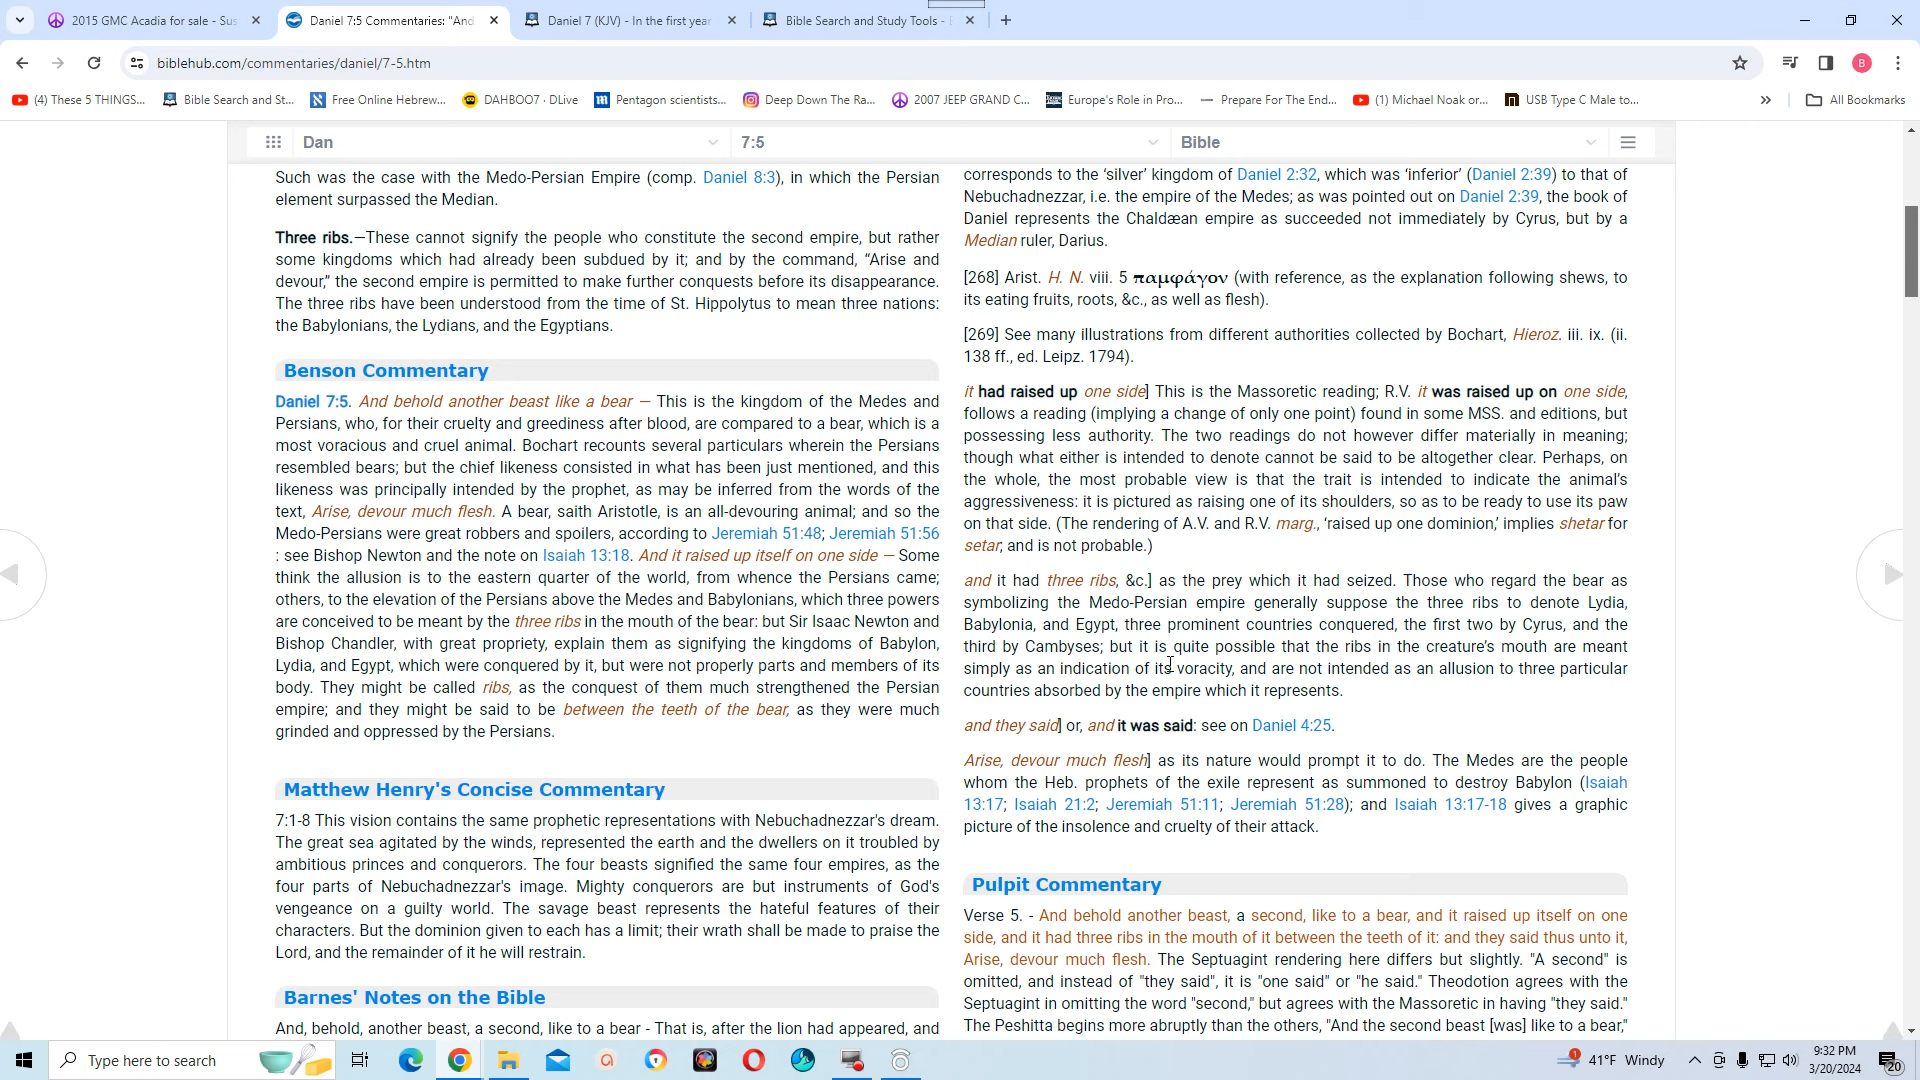 2015 GMC Acadia for sale - Sus
Daniel 7:5 Commentaries: "And
Daniel 7 (KJV) - In the first year
Bible Search and Study Tools -
biblehub.com/commentaries/daniel/7-5.htm
B
(4) These 5 THINGS...
Bible Search and St...
Free Online Hebrew...
DAHBOO7 · DLive
Pentagon scientists...
Deep Down The Ra...
2007 JEEP GRAND C...
Europe's Role in Pro...
Prepare For The End...
(1) Michael Noak or...
USB Type C Male to...
All Bookmarks
Dan
7:5
Bible
Such was the case with the Medo-Persian Empire (comp. Daniel 8:3), in which the Persian
element surpassed the Median.
Three ribs.—These cannot signify the people who constitute the second empire, but rather
some kingdoms which had already been subdued by it; and by the command, “Arise and
devour,” the second empire is permitted to make further conquests before its disappearance.
The three ribs have been understood from the time of St. Hippolytus to mean three nations:
the Babylonians, the Lydians, and the Egyptians.
Benson Commentary
Daniel 7:5. And behold another beast like a bear — This is the kingdom of the Medes and
Persians, who, for their cruelty and greediness after blood, are compared to a bear, which is a
most voracious and cruel animal. Bochart recounts several particulars wherein the Persians
resembled bears; but the chief likeness consisted in what has been just mentioned, and this
likeness was principally intended by the prophet, as may be inferred from the words of the
text, Arise, devour much flesh. A bear, saith Aristotle, is an all-devouring animal; and so the
Medo-Persians were great robbers and spoilers, according to Jeremiah 51:48; Jeremiah 51:56
: see Bishop Newton and the note on Isaiah 13:18. And it raised up itself on one side — Some
think the allusion is to the eastern quarter of the world, from whence the Persians came;
others, to the elevation of the Persians above the Medes and Babylonians, which three powers
are conceived to be meant by the three ribs in the mouth of the bear: but Sir Isaac Newton and
Bishop Chandler, with great propriety, explain them as signifying the kingdoms of Babylon,
Lydia, and Egypt, which were conquered by it, but were not properly parts and members of its
body. They might be called ribs, as the conquest of them much strengthened the Persian
empire; and they might be said to be between the teeth of the bear, as they were much
grinded and oppressed by the Persians.
Matthew Henry's Concise Commentary
7:1-8 This vision contains the same prophetic representations with Nebuchadnezzar's dream.
The great sea agitated by the winds, represented the earth and the dwellers on it troubled by
ambitious princes and conquerors. The four beasts signified the same four empires, as the
four parts of Nebuchadnezzar's image. Mighty conquerors are but instruments of God's
vengeance on a guilty world. The savage beast represents the hateful features of their
characters. But the dominion given to each has a limit; their wrath shall be made to praise the
Lord, and the remainder of it he will restrain.
Barnes' Notes on the Bible
And, behold, another beast, a second, like to a bear - That is, after the lion had appeared, and
corresponds to the ‘silver’ kingdom of Daniel 2:32, which was ‘inferior’ (Daniel 2:39) to that of
Nebuchadnezzar, i.e. the empire of the Medes; as was pointed out on Daniel 2:39, the book of
Daniel represents the Chaldæan empire as succeeded not immediately by Cyrus, but by a
Median ruler, Darius.
[268] Arist. H. N. viii. 5 παμφάγον (with reference, as the explanation following shews, to
its eating fruits, roots, &c., as well as flesh).
[269] See many illustrations from different authorities collected by Bochart, Hieroz. iii. ix. (ii.
138 ff., ed. Leipz. 1794).
it had raised up one side] This is the Massoretic reading; R.V. it was raised up on one side,
follows a reading (implying a change of only one point) found in some MSS. and editions, but
possessing less authority. The two readings do not however differ materially in meaning;
though what either is intended to denote cannot be said to be altogether clear. Perhaps, on
the whole, the most probable view is that the trait is intended to indicate the animal’s
aggressiveness: it is pictured as raising one of its shoulders, so as to be ready to use its paw
on that side. (The rendering of A.V. and R.V. marg., ‘raised up one dominion,’ implies shetar for
setar, and is not probable.)
and it had three ribs, &c.] as the prey which it had seized. Those who regard the bear as
symbolizing the Medo-Persian empire generally suppose the three ribs to denote Lydia,
Babylonia, and Egypt, three prominent countries conquered, the first two by Cyrus, and the
third by Cambyses; but it is quite possible that the ribs in the creature’s mouth are meant
simply as an indication of its voracity, and are not intended as an allusion to three particular
countries absorbed by the empire which it represents.
and they said] or, and it was said: see on Daniel 4:25.
Arise, devour much flesh] as its nature would prompt it to do. The Medes are the people
whom the Heb. prophets of the exile represent as summoned to destroy Babylon (Isaiah
13:17; Isaiah 21:2; Jeremiah 51:11; Jeremiah 51:28); and Isaiah 13:17-18 gives a graphic
picture of the insolence and cruelty of their attack.
Pulpit Commentary
Verse 5. - And behold another beast, a second, like to a bear, and it raised up itself on one
side, and it had three ribs in the mouth of it between the teeth of it: and they said thus unto it,
Arise, devour much flesh. The Septuagint rendering here differs but slightly. "A second" is
omitted, and instead of "they said", it is "one said" or "he said." Theodotion agrees with the
Septuagint in omitting the word "second," but agrees with the Massoretic in having "they said."
The Peshitta begins more abruptly than the others, "And the second beast [was] like to a bear,"
Type here to search
1
41°F Windy
9:32 PM
3/20/2024
20